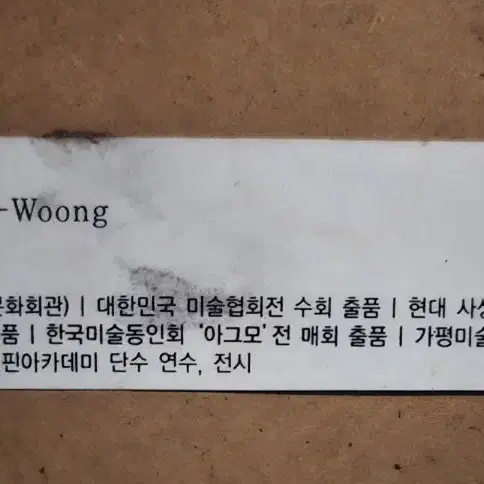 -Woong
문화회관) | 대한민국 미술협회전 수회 출품 | 현대 사생
품 | 한국미술동인회 '아그모'전 매회 출품 | 가평미술
핀아카데미 단수 연수, 전시